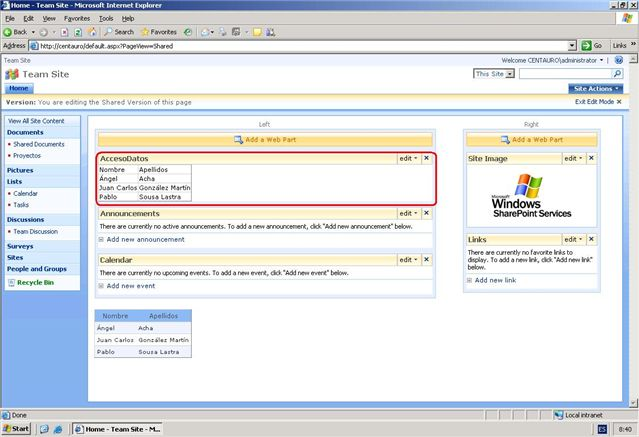 Home - Team Site - Microsoft Internet Explorer
File Edit View Favorites Tools Help
Back Search Favorites
Address http://centauro/default.aspx?PageView=Shared Go Links »
Team Site Welcome CENTAURO\administrator
Team Site This Site
Home Site Actions
Version: You are editing the Shared Version of this page Exit Edit Mode
View All Site Content
Documents
Shared Documents
Proyectos
Pictures
Lists
Calendar
Tasks
Discussions
Team Discussion
Surveys
Sites
People and Groups
Recycle Bin
Left
Add a Web Part
AccesoDatos edit
Nombre Apellidos
Ángel Acha
Juan Carlos González Martín
Pablo Sousa Lastra
Announcements edit
There are currently no active announcements. To add a new announcement, click "Add new announcement" below.
Add new announcement
Calendar edit
There are currently no upcoming events. To add a new event, click "Add new event" below.
Add new event
Nombre Apellidos
Ángel Acha
Juan Carlos González Martín
Pablo Sousa Lastra
Right
Add a Web Part
Site Image edit
Microsoft
Windows
SharePoint Services
Links edit
There are currently no favorite links to
display. To add a new link, click "Add new link"
below.
Add new link
Done Local intranet
Start Home - Team Site - M... ES 8:40